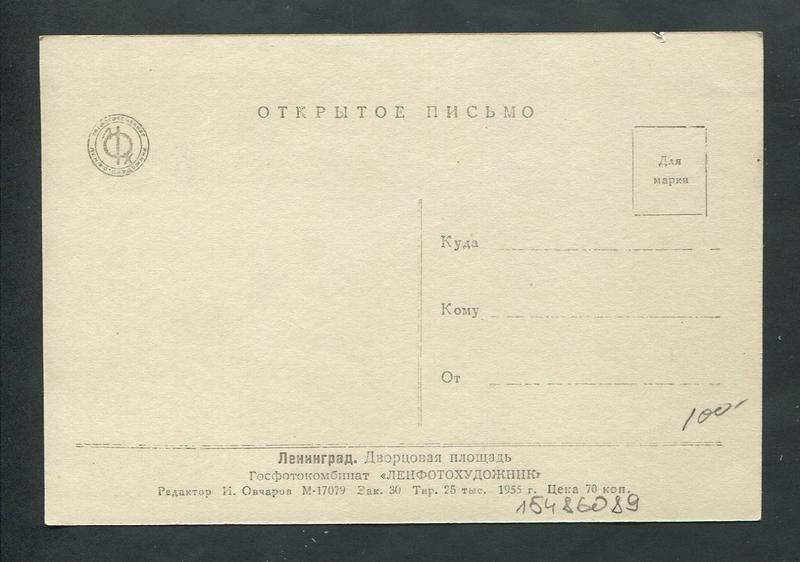 ОТКРЫТОЕ ПИСЬМО
Для
марки
Куда
Кому
От
100-
Ленинград. Дворцовая площадь
Госфотокомбинат «ЛЕНФОТОХУДОЖНИК»
Редактор И. Овчаров М-17079 Зак. 30 Тир. 25 тыс. 1955 г. Цена 70 коп.
15486089